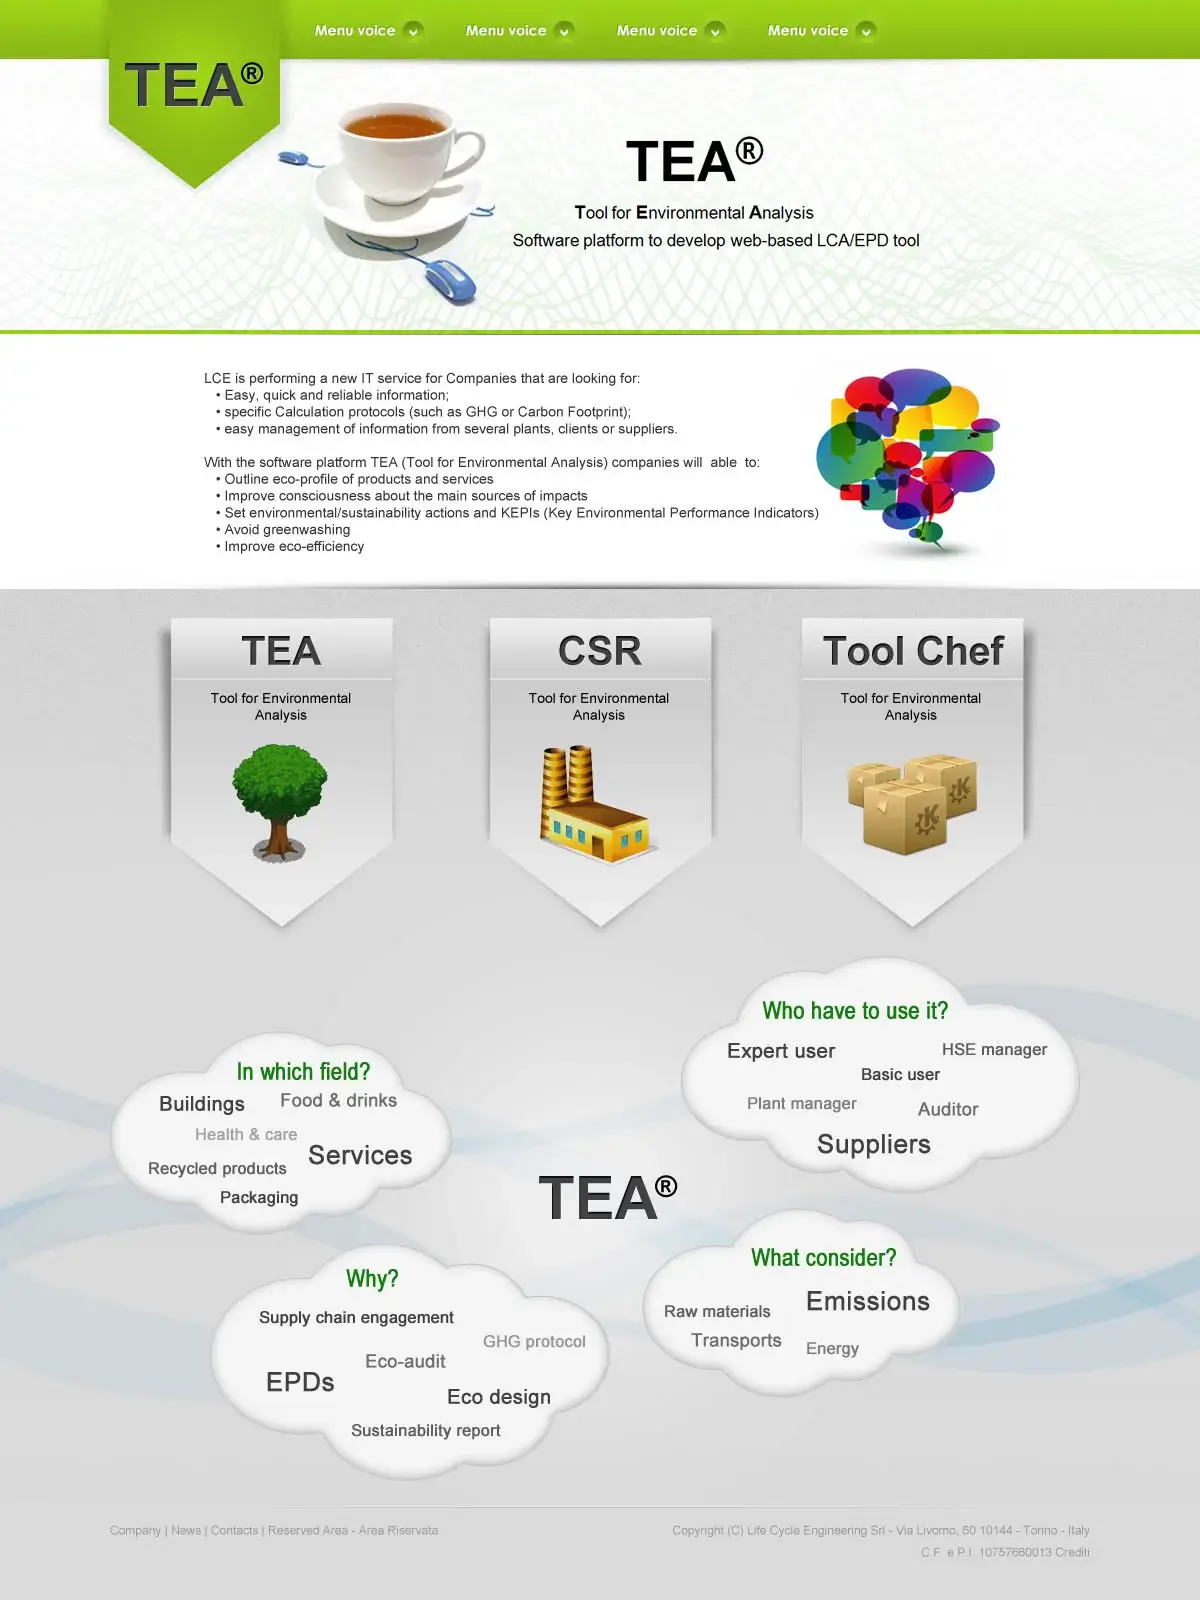 Menu voice
Menu voice
Menu voice
Menu voice
TEA®
TEA®
Tool for Environmental Analysis
Software platform to develop web-based LCA/EPD tool
LCE is performing a new IT service for Companies that are looking for:
• Easy, quick and reliable information;
• specific Calculation protocols (such as GHG or Carbon Footprint);
• easy management of information from several plants, clients or suppliers.
With the software platform TEA (Tool for Environmental Analysis) companies will able to:
• Outline eco-profile of products and services
• Improve consciousness about the main sources of impacts
• Set environmental/sustainability actions and KEPIs (Key Environmental Performance Indicators)
• Avoid greenwashing
• Improve eco-efficiency
TEA
Tool for Environmental
Analysis
CSR
Tool for Environmental
Analysis
Tool Chef
Tool for Environmental
Analysis
K
K
Who have to use it?
Expert user
HSE manager
Basic user
Plant manager
Auditor
Suppliers
In which field?
Buildings
Food & drinks
Health & care
Services
Recycled products
Packaging
TEA®
What consider?
Emissions
Raw materials
Transports
Energy
Why?
Supply chain engagement
GHG protocol
Eco-audit
EPDs
Eco design
Sustainability report
Company | News | Contacts | Reserved Area - Area Riservata
Copyright (C) Life Cycle Engineering Srl - Via Livorno, 60 10144 - Torino - Italy
C.F. e P.I. 10757660013 Crediti